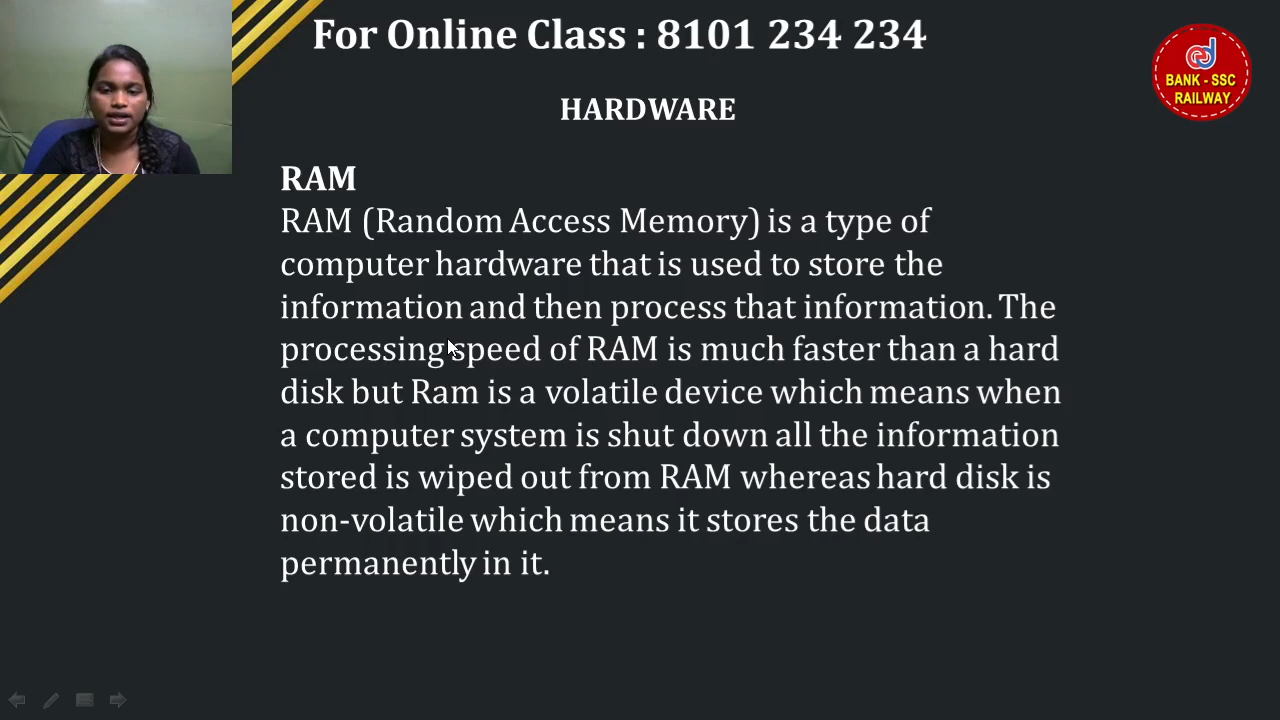 For Online Class : 8101 234 234
BANK - SSC
RAILWAY
HARDWARE
RAM
RAM (Random Access Memory) is a type of
computer hardware that is used to store the
information and then process that information. The
processing speed of RAM is much faster than a hard
disk but Ram is a volatile device which means when
a computer system is shut down all the information
stored is wiped out from RAM whereas hard disk is
non-volatile which means it stores the data
permanently in it.